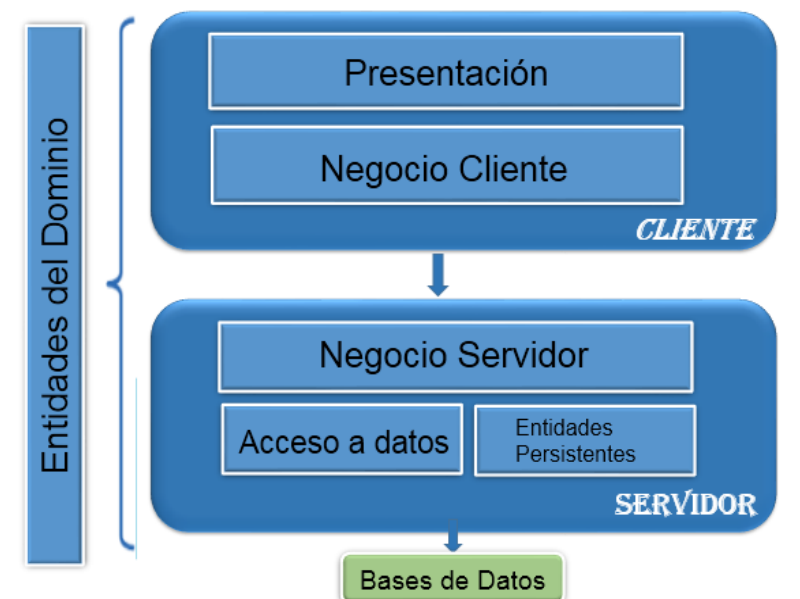 Entidades del Dominio
Presentación
Negocio Cliente
CLIENTE
Negocio Servidor
Acceso a datos
Entidades
Persistentes
SERVIDOR
Bases de Datos